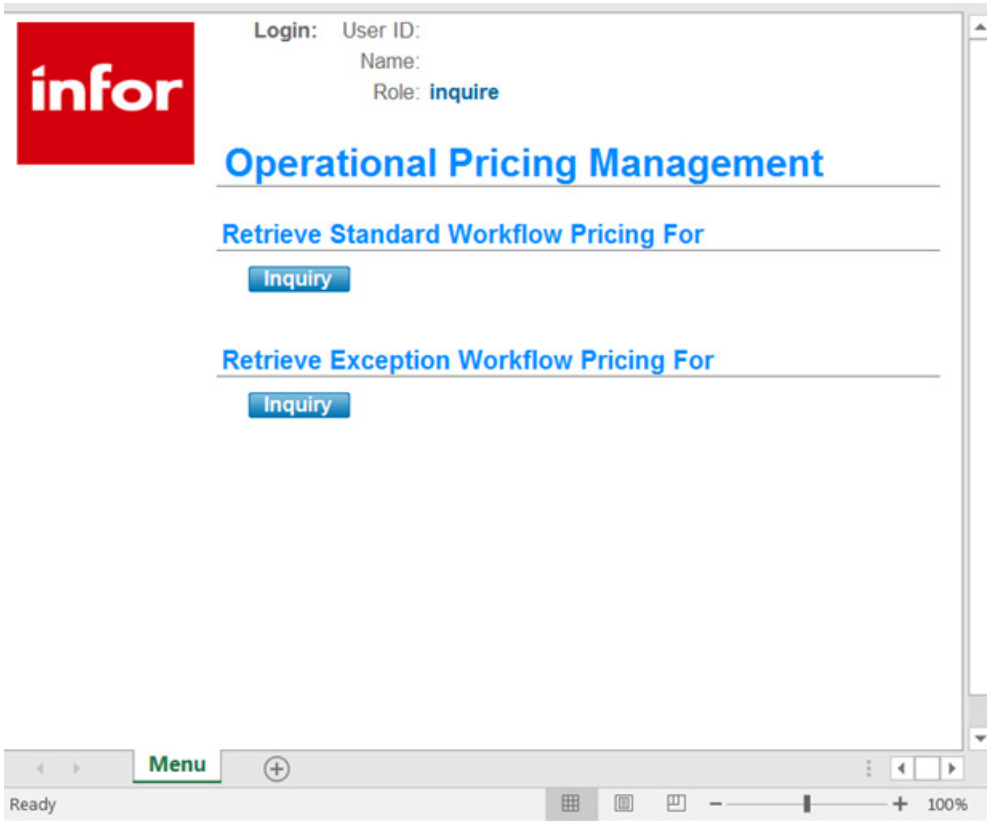 infor
Login: User ID:
Name:
Role: inquire
Operational Pricing Management
Retrieve Standard Workflow Pricing For
Inquiry
Retrieve Exception Workflow Pricing For
Inquiry
Menu
Ready
100%